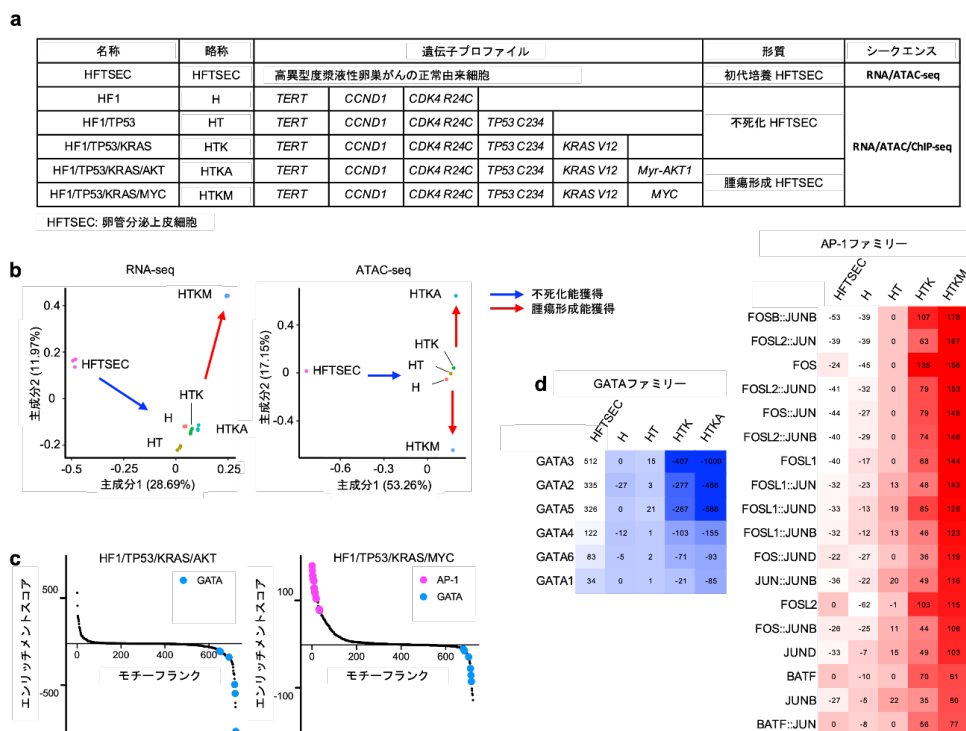 a
名称 略称 遺伝子プロファイル 形質 シークエンス
HFTSEC HFTSEC 高異型度漿液性卵巣がんの正常由来細胞 初代培養 HFTSEC RNA/ATAC-seq
HF1 H TERT CCND1 CDK4 R24C
HF1/TP53 HT TERT CCND1 CDK4 R24C TP53 C234 不死化 HFTSEC
HF1/TP53/KRAS HTK TERT CCND1 CDK4 R24C TP53 C234 KRAS V12 RNA/ATAC/ChIP-seq
HF1/TP53/KRAS/AKT HTKA TERT CCND1 CDK4 R24C TP53 C234 KRAS V12 Myr-AKT1
腫瘍形成 HFTSEC
HF1/TP53/KRAS/MYC HTKM TERT CCND1 CDK4 R24C TP53 C234 KRAS V12 MYC
HFTSEC: 卵管分泌上皮細胞
b
RNA-seq
主成分2 (11.97%)
0.4
0.2
0
-0.2
HTKM
HFTSEC
HTK
H
HT
HTKA
-0.5 0 0.25
主成分1 (28.69%)
ATAC-seq
主成分2 (17.15%)
0.4
0
-0.4
HTKA
HTK
HFTSEC
HT
H
HTKM
-0.8 0
主成分1 (53.26%)
不死化能獲得
腫瘍形成能獲得
c
HF1/TP53/KRAS/AKT
エンリッチメントスコア
500
-500
GATA
0 200 400 600
モチーフランク
HF1/TP53/KRAS/MYC
エンリッチメントスコア
100
-100
AP-1
GATA
0 200 400 600
モチーフランク
d
GATAファミリー
HFTSEC H HT HTK HTKA
GATA3 512 0 15 -407 -1000
GATA2 335 -27 3 -277 -466
GATA5 326 0 21 -267
GATA4 122 -12 1 -103 -155
GATA6 83 -5 2 -71 -93
GATA1 34 0 1 -21 -85
AP-1ファミリー
HFTSEC H HT HTK HTKM
FOSB::JUNB -53 -39 0 107 176
FOSL2::JUN -39 -39 0 63 167
FOS -24 -45 0 156
FOSL2::JUND -41 -32 0 79 153
FOS::JUN -44 -29 0 79 148
FOSL2::JUNB -40 -29 0 74 146
FOSL1 -40 -17 0 68 144
FOSL1::JUN -32 -23 13 48 143
FOSL1::JUND -33 -13 19 85 128
FOSL1::JUNB -32 -12 13 46 123
FOS::JUND -22 -27 0 36 119
JUN::JUNB -36 -22 20 49 116
FOSL2 0 -62 -1 103 115
FOS::JUNB -26 -25 11 44 106
JUND -33 -7 15 49 103
BATF 0 -10 0 70 81
JUNB -27 -5 22 35 80
BATF::JUN 0 -8 0 56 77